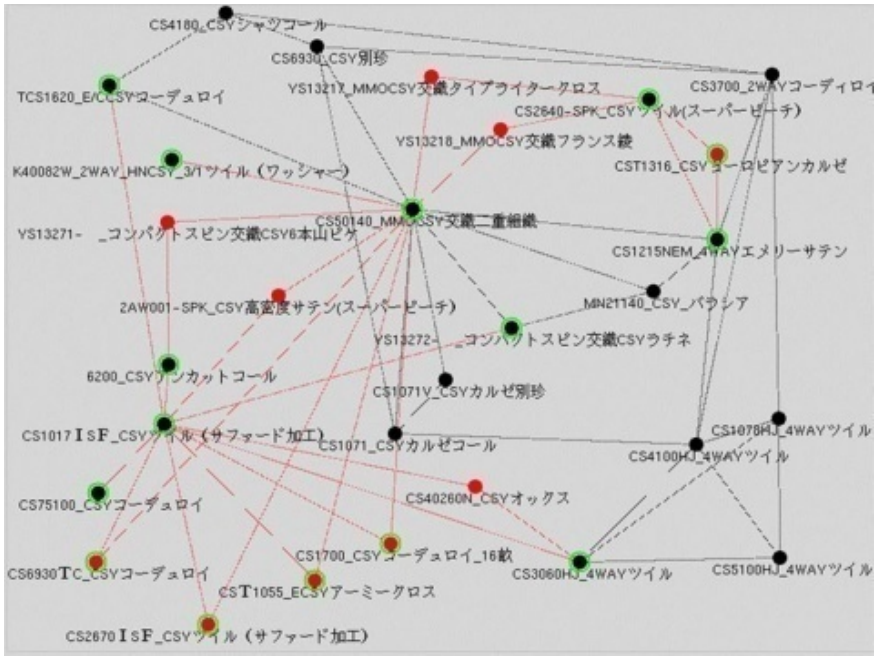 CS4180_CSYシャツコール
CS6930_CSY別珍
CS3700_2WAYコーディロイ
YS13217_MMOCSY交織タイプライタークロス
TCS1620_E/CCSYコーデュロイ
CS2640-SPK_CSYツイル(スーパーピーチ)
YS13218_MMOCSY交織フランス綾
CST1316_CSYヨーロピアンカルゼ
K40082W_2WAY_HNCSY_3/1ツイル（ワッシャー）
CS50140_MMOCSY交織二重組織
YS13271- _コンパクトスピン交織CSY6本山ピケ
CS1215NEM_4WAYエメリーサテン
2AW001-SPK_CSY高密度サテン(スーパーピーチ)
MN21140_CSY_バラシア
YS13272- _コンパクトスピン交織CSYラチネ
6200_CSYアンカットコール
CS1071V_CSYカルゼ別珍
CS1017ISF_CSYツイル（サファード加工）
CS1071_CSYカルゼコール
CS1078HJ_4WAYツイル
CS4100HJ_4WAYツイル
CS75100_CSYコーデュロイ
CS40260N_CSYオックス
CS1700_CSYコーデュロイ_16畝
CS6930TC_CSYコーデュロイ
CS3060HJ_4WAYツイル
CS5100HJ_4WAYツイル
CST1055_ECSYアーミークロス
CS2670ISF_CSYツイル（サファード加工）